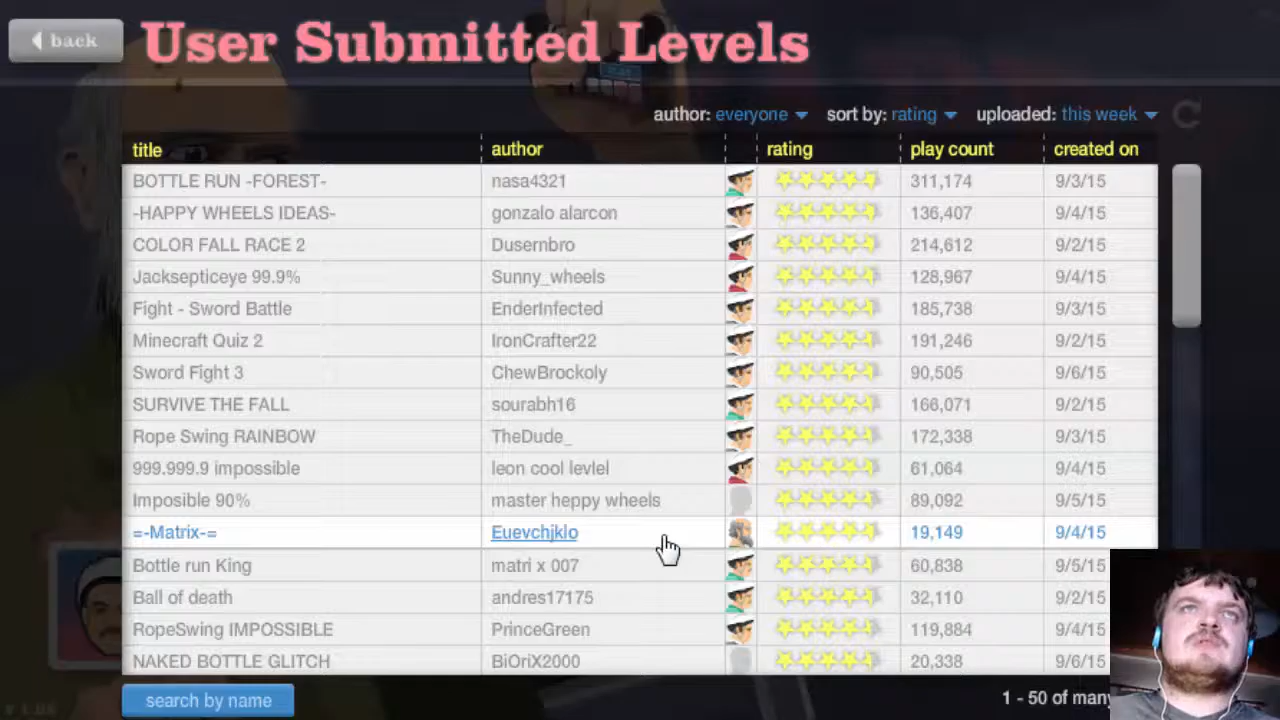 back
User Submitted Levels
author: everyone sort by: rating uploaded: this week
title author rating play count created on
BOTTLE RUN -FOREST- nasa4321 311,174 9/3/15
-HAPPY WHEELS IDEAS- gonzalo alarcon 136,407 9/4/15
COLOR FALL RACE 2 Dusernbro 214,612 9/2/15
Jacksepticeye 99.9% Sunny_wheels 128,967 9/4/15
Fight - Sword Battle EnderInfected 185,738 9/3/15
Minecraft Quiz 2 IronCrafter22 191,246 9/2/15
Sword Fight 3 ChewBrockoly 90,505 9/6/15
SURVIVE THE FALL sourabh16 166,071 9/2/15
Rope Swing RAINBOW TheDude_ 172,338 9/3/15
999.999.9 impossible leon cool levlel 61,064 9/4/15
Imposible 90% master heppy wheels 89,092 9/5/15
=-Matrix-= Euevchjklo 19,149 9/4/15
Bottle run King matri x 007 60,838 9/5/15
Ball of death andres17175 32,110 9/2/15
RopeSwing IMPOSSIBLE PrinceGreen 119,884 9/4/15
NAKED BOTTLE GLITCH BiOriX2000 20,338 9/6/15
search by name 1 - 50 of many